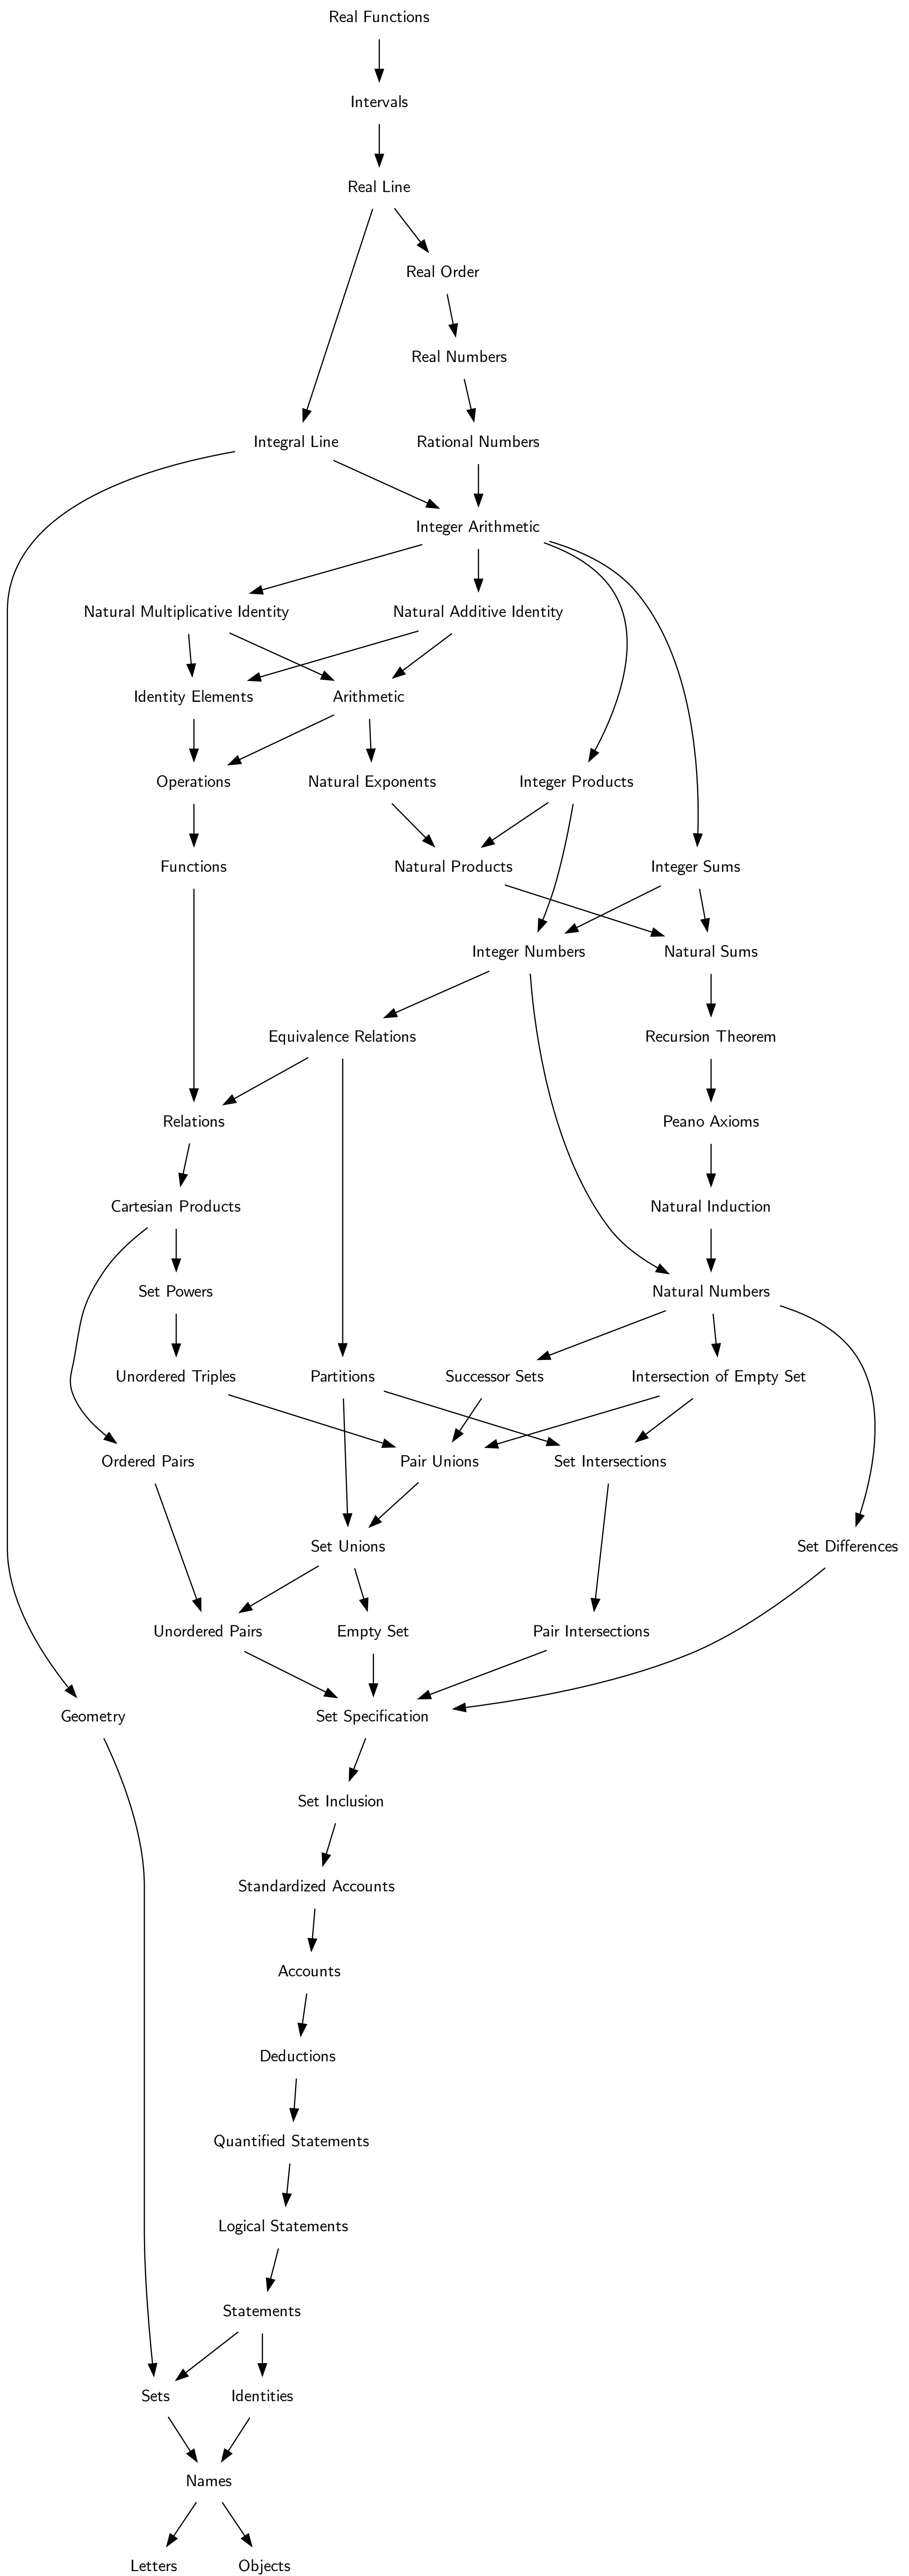 Real Functions
Intervals
Real Line
Real Order
Real Numbers
Integral Line
Rational Numbers
Integer Arithmetic
Natural Multiplicative Identity
Natural Additive Identity
Identity Elements
Arithmetic
Operations
Natural Exponents
Integer Products
Functions
Natural Products
Integer Sums
Integer Numbers
Natural Sums
Equivalence Relations
Recursion Theorem
Relations
Peano Axioms
Cartesian Products
Natural Induction
Set Powers
Natural Numbers
Unordered Triples
Partitions
Successor Sets
Intersection of Empty Set
Ordered Pairs
Pair Unions
Set Intersections
Set Unions
Set Differences
Unordered Pairs
Empty Set
Pair Intersections
Geometry
Set Specification
Set Inclusion
Standardized Accounts
Accounts
Deductions
Quantified Statements
Logical Statements
Statements
Sets
Identities
Names
Letters
Objects